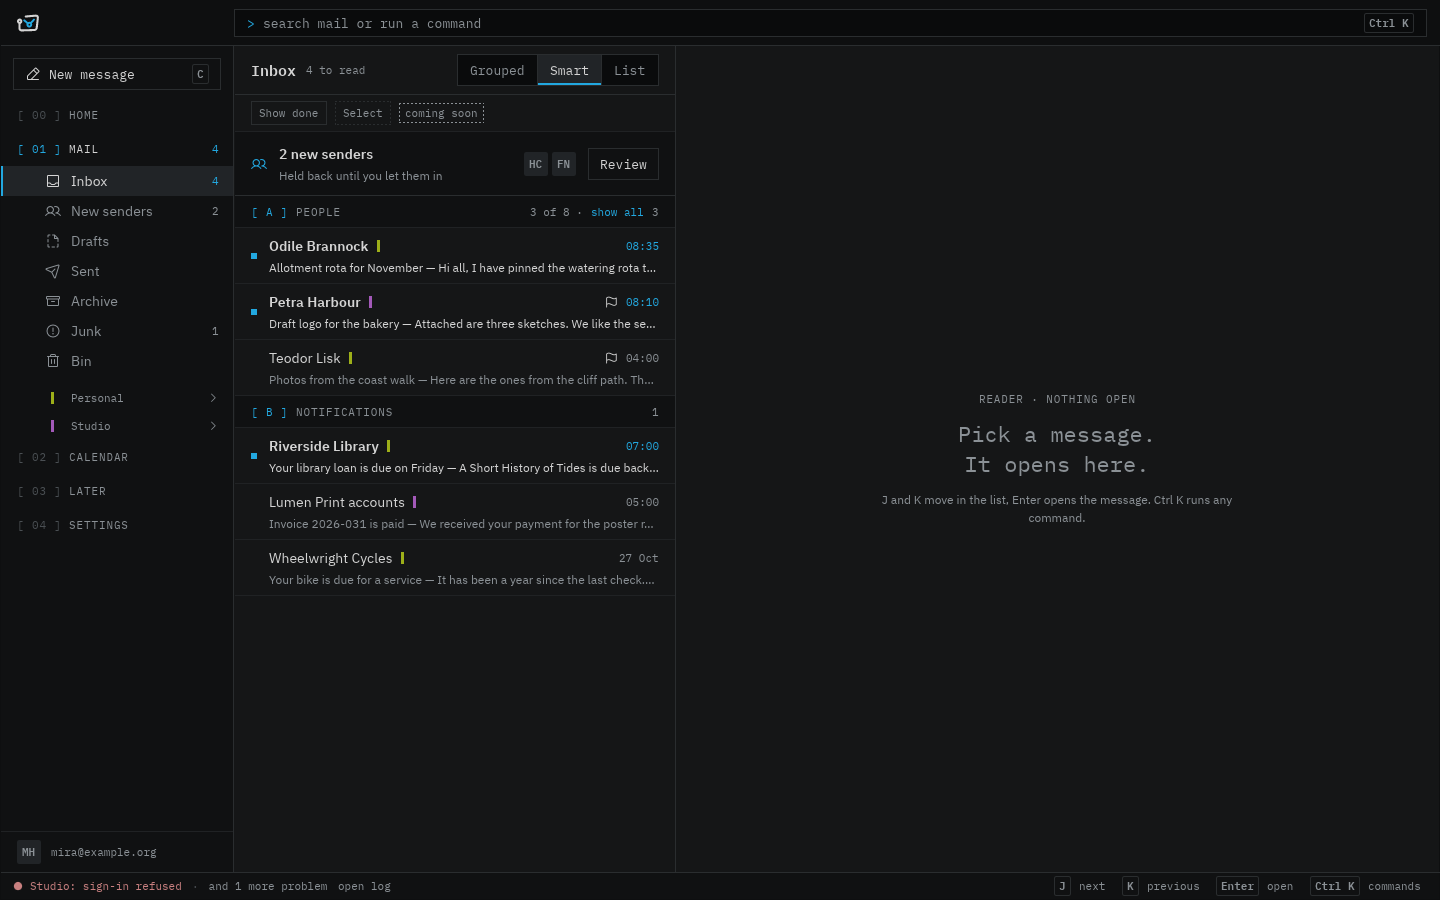 > search mail or run a command Ctrl K
New message C
[ 00 ] HOME
[ 01 ] MAIL 4
Inbox 4
New senders 2
Drafts
Sent
Archive
Junk 1
Bin
Personal
Studio
[ 02 ] CALENDAR
[ 03 ] LATER
[ 04 ] SETTINGS
MH mira@example.org
Inbox 4 to read Grouped Smart List
Show done Select coming soon
2 new senders
Held back until you let them in
HC FN Review
[ A ] PEOPLE 3 of 8 · show all 3
Odile Brannock 08:35
Allotment rota for November — Hi all, I have pinned the watering rota t...
Petra Harbour 08:10
Draft logo for the bakery — Attached are three sketches. We like the se...
Teodor Lisk 04:00
Photos from the coast walk — Here are the ones from the cliff path. Th...
[ B ] NOTIFICATIONS 1
Riverside Library 07:00
Your library loan is due on Friday — A Short History of Tides is due back...
Lumen Print accounts 05:00
Invoice 2026-031 is paid — We received your payment for the poster r...
Wheelwright Cycles 27 Oct
Your bike is due for a service — It has been a year since the last check....
READER · NOTHING OPEN
Pick a message.
It opens here.
J and K move in the list, Enter opens the message. Ctrl K runs any
command.
Studio: sign-in refused · and 1 more problem open log
J next K previous Enter open Ctrl K commands